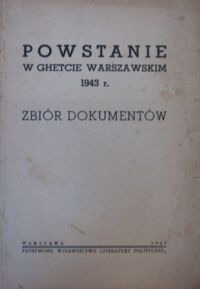 POWSTANIE
W GHETCIE WARSZAWSKIM
1943 r.
ZBIÓR DOKUMENTÓW
WARSZAWA
PAŃSTWOWE WYDAWNICTWO LITERATURY POLITYCZNEJ